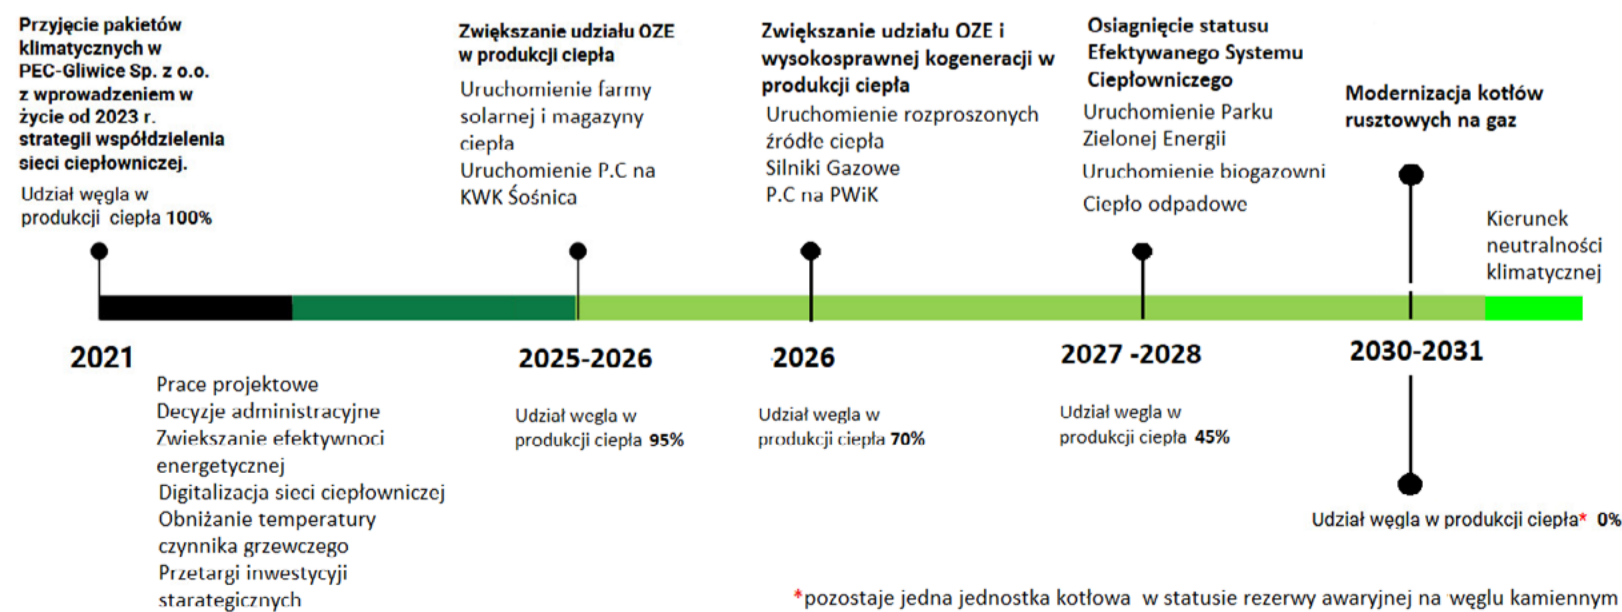 Przyjęcie pakietów
klimatycznych w
PEC-Gliwice Sp. z o.o.
z wprowadzeniem w
życie od 2023 r.
strategii współdzielenia
sieci ciepłowniczej.
Udział węgla w
produkcji ciepła 100%
Zwiększanie udziału OZE
w produkcji ciepła
Uruchomienie farmy
solarnej i magazyny
ciepła
Uruchomienie P.C na
KWK Śośnica
Zwiększanie udziału OZE i
wysokosprawnej kogeneracji w
produkcji ciepła
Uruchomienie rozproszonych
źródłe ciepła
Silniki Gazowe
P.C na PWiK
Osiagnięcie statusu
Efektywanego Systemu
Ciepłowniczego
Uruchomienie Parku
Zielonej Energii
Uruchomienie biogazowni
Ciepło odpadowe
Modernizacja kotłów
rusztowych na gaz
Kierunek
neutralności
klimatycznej
2021
2025-2026
2026
2027 -2028
2030-2031
Prace projektowe
Decyzje administracyjne
Zwiekszanie efektywnoci
energetycznej
Digitalizacja sieci ciepłowniczej
Obniżanie temperatury
czynnika grzewczego
Przetargi inwestycyji
starategicznych
Udział wegla w
produkcji ciepła 95%
Udział wegla w
produkcji ciepła 70%
Udział wegla w
produkcji ciepła 45%
Udział węgla w produkcji ciepła* 0%
*pozostaje jedna jednostka kotłowa w statusie rezerwy awaryjnej na węglu kamiennym